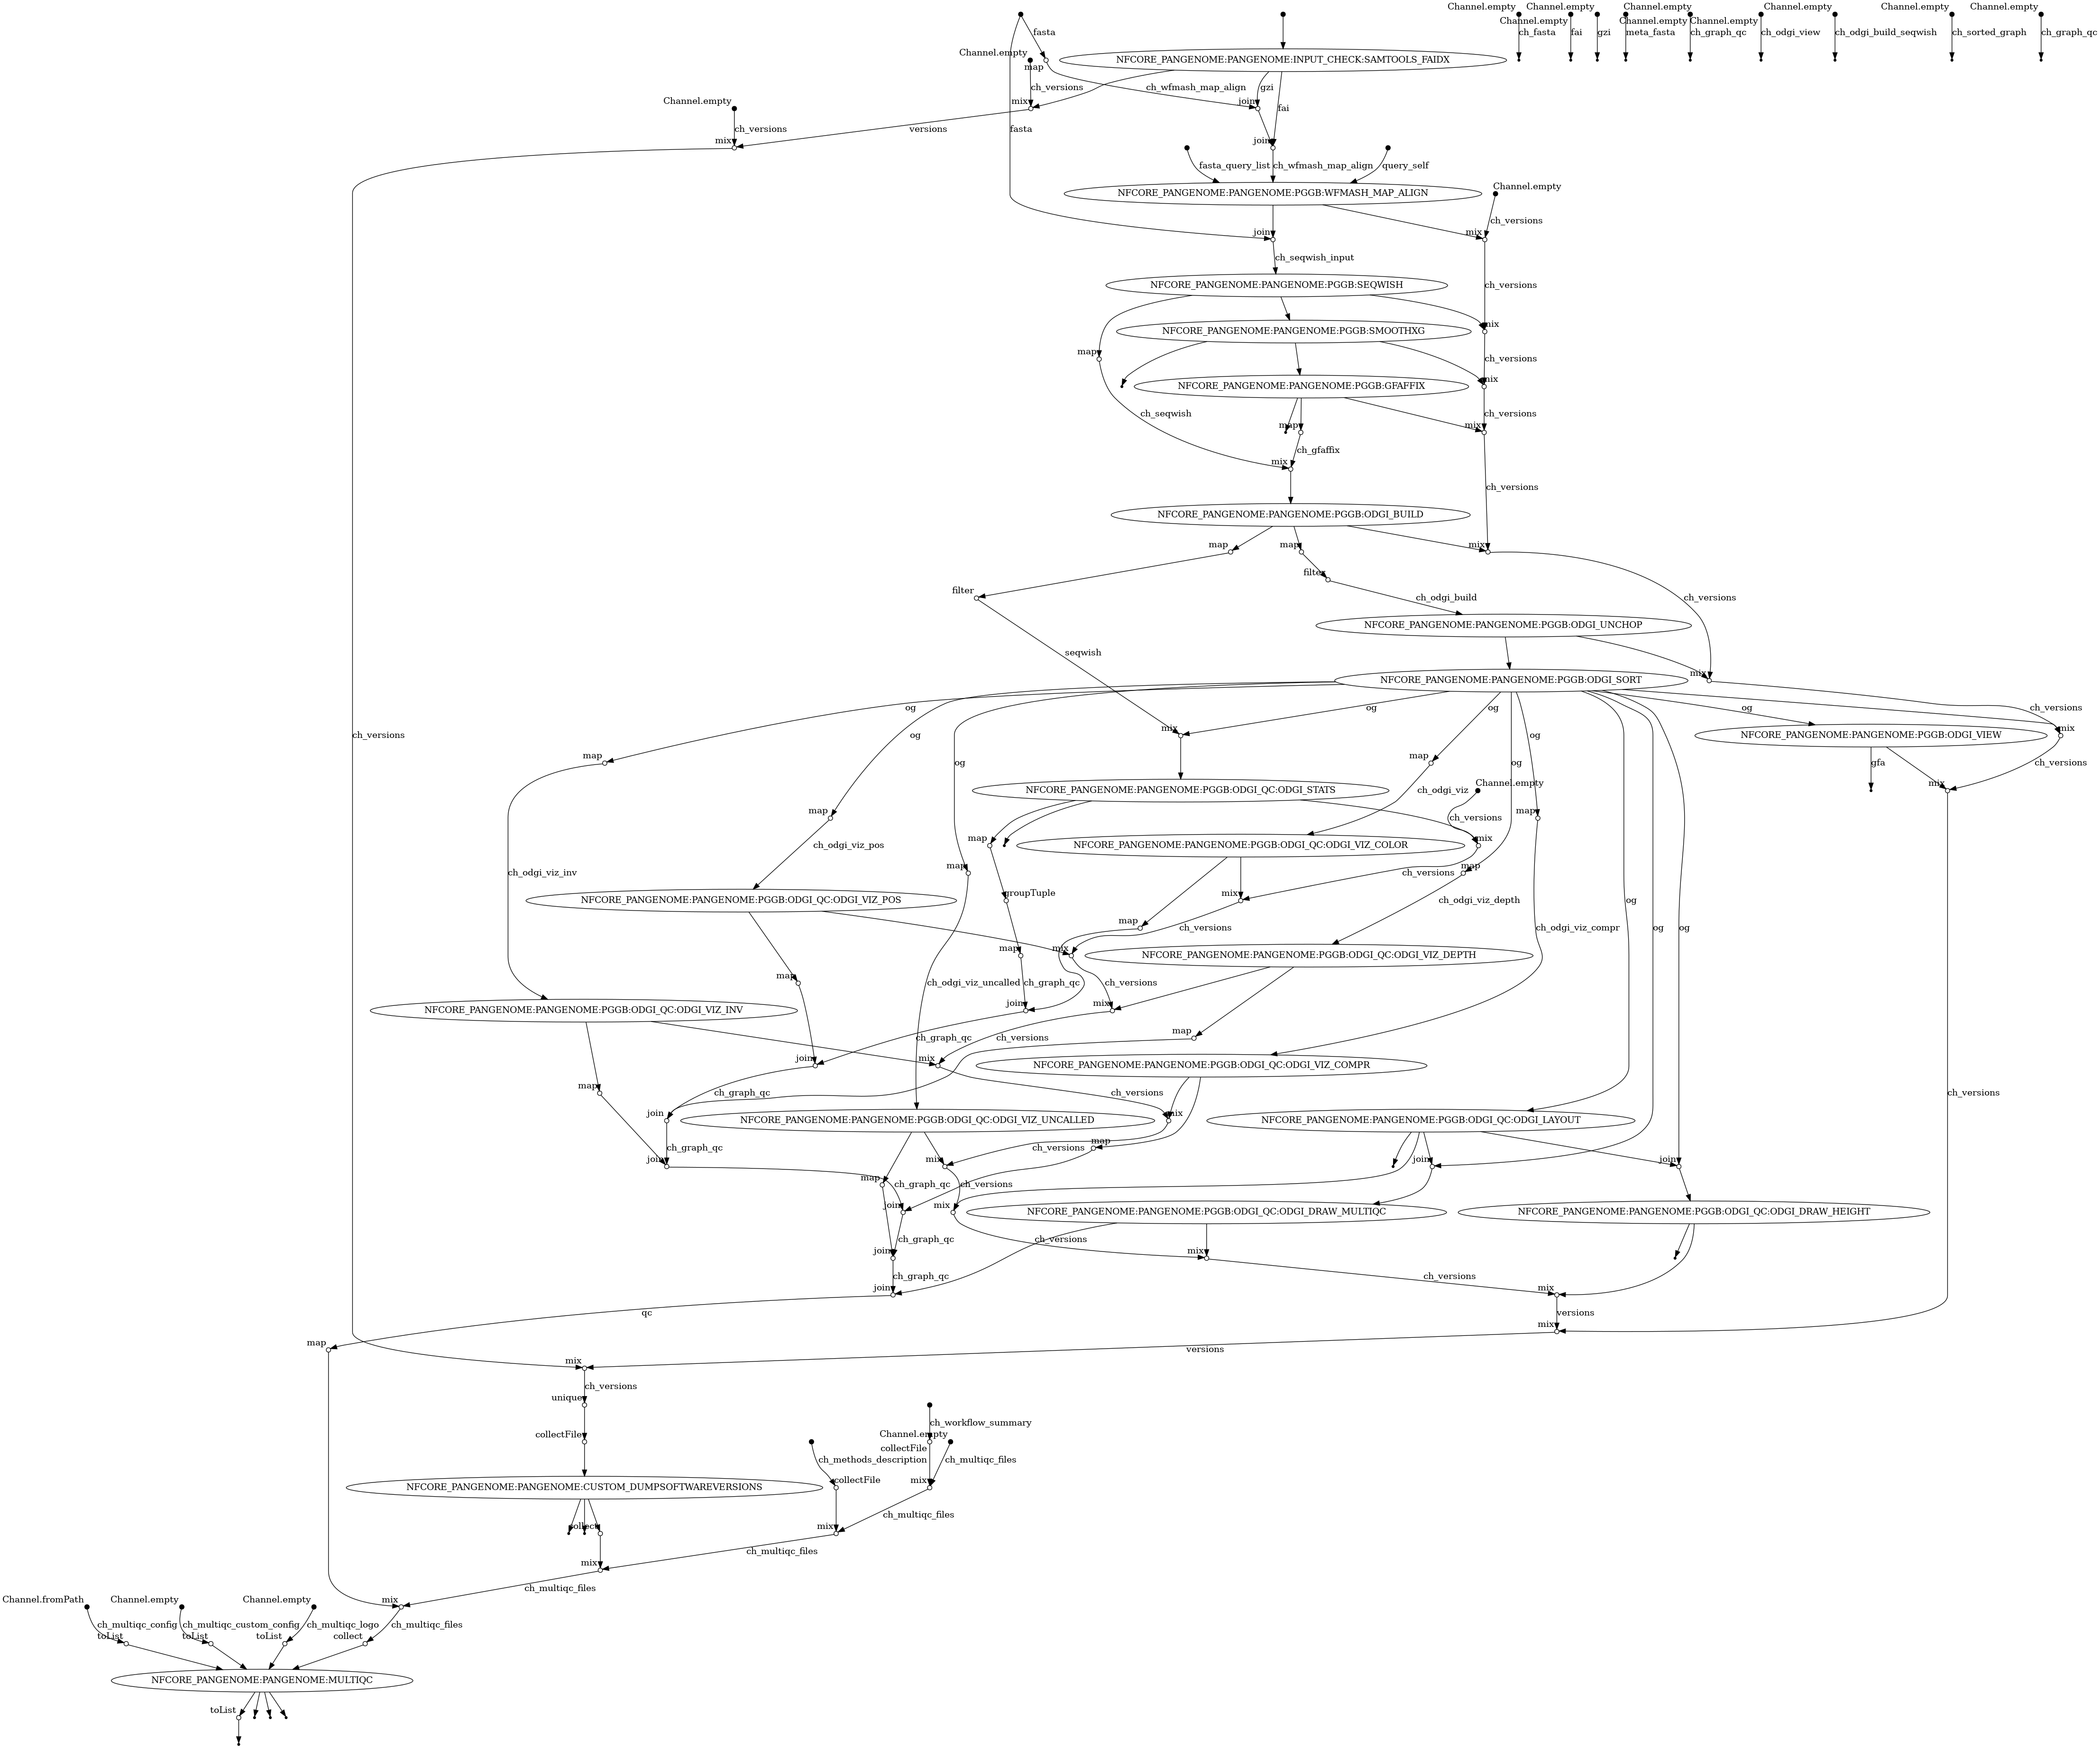 Channel.empty Channel.empty Channel.empty Channel.empty Channel.empty Channel.empty
Channel.empty Channel.empty Channel.empty
fasta ch_fasta fai gzi meta_fasta ch_graph_qc ch_odgi_view ch_odgi_build_seqwish ch_sorted_graph ch_graph_qc
Channel.empty
NFCORE_PANGENOME:PANGENOME:INPUT_CHECK:SAMTOOLS_FAIDX
map
ch_versions ch_wfmash_map_align gzi
Channel.empty mix join
fai
ch_versions versions fasta
mix join
fasta_query_list ch_wfmash_map_align query_self
Channel.empty
NFCORE_PANGENOME:PANGENOME:PGGB:WFMASH_MAP_ALIGN
ch_versions
join mix
ch_seqwish_input
NFCORE_PANGENOME:PANGENOME:PGGB:SEQWISH ch_versions
NFCORE_PANGENOME:PANGENOME:PGGB:SMOOTHXG mix
map ch_versions
NFCORE_PANGENOME:PANGENOME:PGGB:GFAFFIX mix
ch_seqwish ch_versions
map mix
ch_gfaffix
mix
ch_versions
NFCORE_PANGENOME:PANGENOME:PGGB:ODGI_BUILD
map map mix
filter
filter ch_odgi_build ch_versions
NFCORE_PANGENOME:PANGENOME:PGGB:ODGI_UNCHOP
seqwish
mix
NFCORE_PANGENOME:PANGENOME:PGGB:ODGI_SORT
og og og og ch_versions
mix mix
ch_versions og og NFCORE_PANGENOME:PANGENOME:PGGB:ODGI_VIEW
map map
og og gfa ch_versions
Channel.empty mix
NFCORE_PANGENOME:PANGENOME:PGGB:ODGI_QC:ODGI_STATS ch_odgi_viz
map map
ch_versions
map mix
ch_odgi_viz_pos NFCORE_PANGENOME:PANGENOME:PGGB:ODGI_QC:ODGI_VIZ_COLOR
map map
ch_odgi_viz_inv ch_versions
groupTuple mix
NFCORE_PANGENOME:PANGENOME:PGGB:ODGI_QC:ODGI_VIZ_POS ch_odgi_viz_depth og
map
ch_versions ch_odgi_viz_compr og og
map mix
NFCORE_PANGENOME:PANGENOME:PGGB:ODGI_QC:ODGI_VIZ_DEPTH
map
ch_odgi_viz_uncalled ch_graph_qc ch_versions
join mix
NFCORE_PANGENOME:PANGENOME:PGGB:ODGI_QC:ODGI_VIZ_INV
map
ch_graph_qc ch_versions
join mix
NFCORE_PANGENOME:PANGENOME:PGGB:ODGI_QC:ODGI_VIZ_COMPR
map
ch_graph_qc ch_versions ch_versions
join mix
NFCORE_PANGENOME:PANGENOME:PGGB:ODGI_QC:ODGI_VIZ_UNCALLED NFCORE_PANGENOME:PANGENOME:PGGB:ODGI_QC:ODGI_LAYOUT
map
ch_graph_qc ch_versions
join mix join join
map
ch_graph_qc ch_versions
join mix
NFCORE_PANGENOME:PANGENOME:PGGB:ODGI_QC:ODGI_DRAW_MULTIQC NFCORE_PANGENOME:PANGENOME:PGGB:ODGI_QC:ODGI_DRAW_HEIGHT
ch_graph_qc ch_versions
join mix
ch_graph_qc ch_versions
join mix
qc versions
mix
map
versions
mix
ch_versions
unique
ch_workflow_summary
collectFile Channel.empty
collectFile
ch_methods_description ch_multiqc_files
collectFile mix
NFCORE_PANGENOME:PANGENOME:CUSTOM_DUMPSOFTWAREVERSIONS
ch_multiqc_files
collect mix
ch_multiqc_files
mix
ch_multiqc_files
Channel.fromPath Channel.empty Channel.empty mix
ch_multiqc_config ch_multiqc_custom_config ch_multiqc_logo ch_multiqc_files
toList toList toList collect
NFCORE_PANGENOME:PANGENOME:MULTIQC
toList